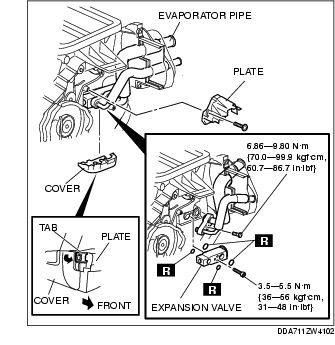 EVAPORATOR PIPE
PLATE
COVER
6.86—9.80 N·m
{70.0—99.9 kgf·cm,
60.7—86.7 in·lbf}
TAB
PLATE
COVER
FRONT
R
R
R
EXPANSION VALVE
3.5—5.5 N·m
{36—56 kgf·cm,
31—48 in·lbf}
DDA711ZW4102